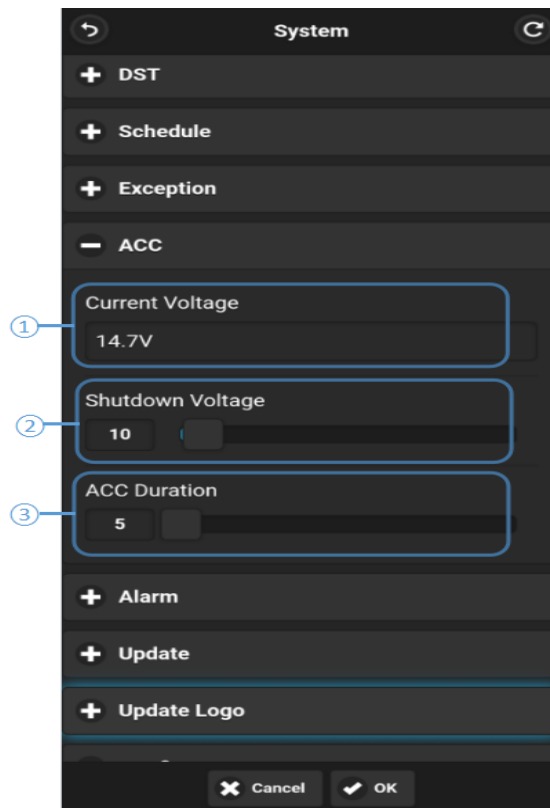 System
DST
Schedule
Exception
ACC
Current Voltage
1
14.7V
Shutdown Voltage
2
10
ACC Duration
3
5
Alarm
Update
Update Logo
Cancel OK